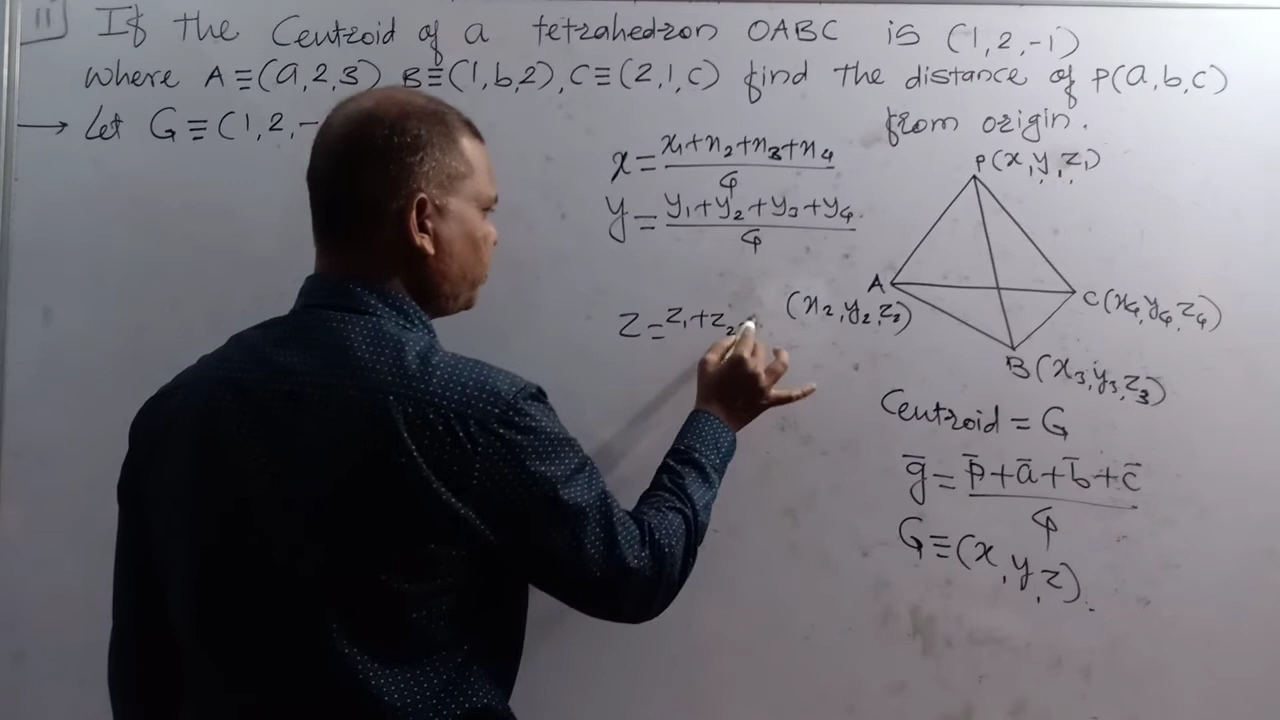 11 If the Centroid of a tetrahedron OABC is (1,2,-1)
where A≡(a,2,3) B≡(1,b,2), C≡(2,1,c) find the distance of P(a,b,c)
from origin.
→ Let G≡(1,2,-
x = x₁+x₂+x₃+x₄ / 4
y = y₁+y₂+y₃+y₄ / 4
z = z₁+z₂
P(x, y, z₁)
A
(x₂,y₂,z₂)
C(x₄,y₄,z₄)
B(x₃,y₃,z₃)
Centroid = G
g̅ = p̅+a̅+b̅+c̅ / 4
G≡(x,y,z).